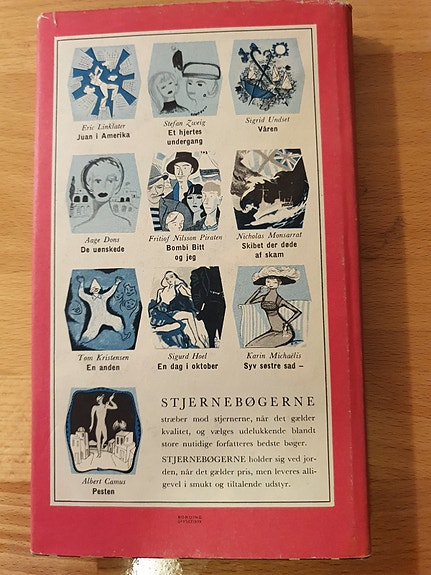 Eric Linklater
Juan i Amerika
Stefan Zweig
Et hjertes
undergang
Sigrid Undset
Våren
Aage Dons
De uønskede
Fritiof Nilsson Piraten
Bombi Bitt
og jeg
Nicholas Monsarrat
Skibet der døde
af skam
Tom Kristensen
En anden
Sigurd Hoel
En dag i oktober
Karin Michaëlis
Syv søstre sad –
Albert Camus
Pesten
STJERNEBØGERNE
stræber mod stjernerne, når det gælder
kvalitet, og vælges udelukkende blandt
store nutidige forfatteres bedste bøger.
STJERNEBØGERNE holder sig ved jor-
den, når det gælder pris, men leveres alli-
gevel i smukt og tiltalende udstyr.